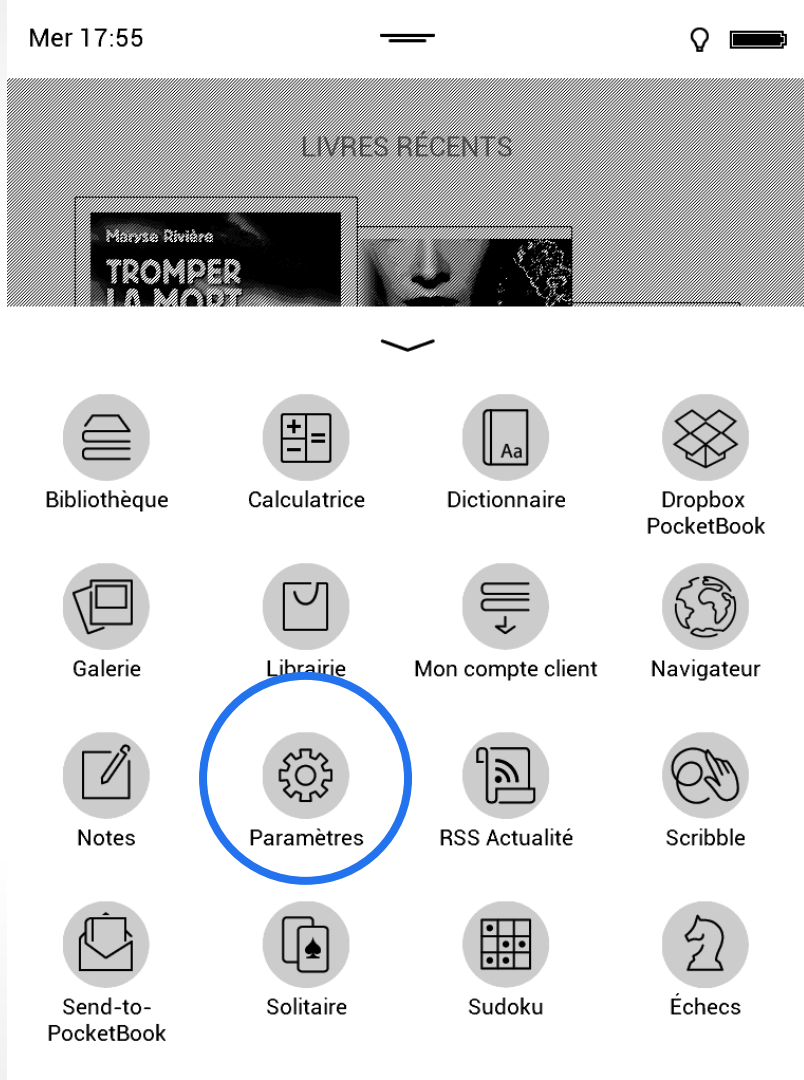 Mer 17:55
LIVRES RÉCENTS
Maryse Rivière
TROMPER
LA MORT
Bibliothèque
Calculatrice
Aa
Dictionnaire
Dropbox
PocketBook
Galerie
Librairie
Mon compte client
Navigateur
Notes
Paramètres
RSS Actualité
Scribble
Send-to-
PocketBook
Solitaire
Sudoku
Échecs